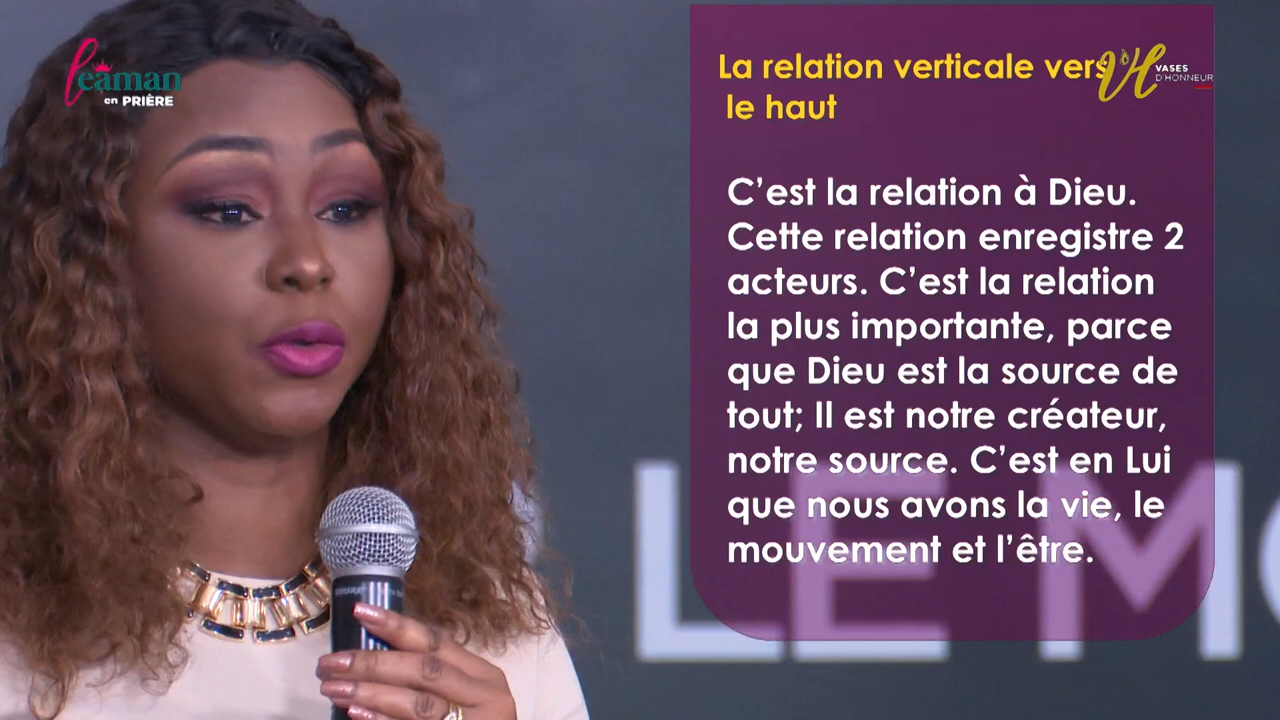 Leaman
en PRIÈRE
La relation verticale vers
le haut
VH VASES
D'HONNEUR
C'est la relation à Dieu.
Cette relation enregistre 2
acteurs. C'est la relation
la plus importante, parce
que Dieu est la source de
tout; Il est notre créateur,
notre source. C'est en Lui
que nous avons la vie, le
mouvement et l'être.
LE M